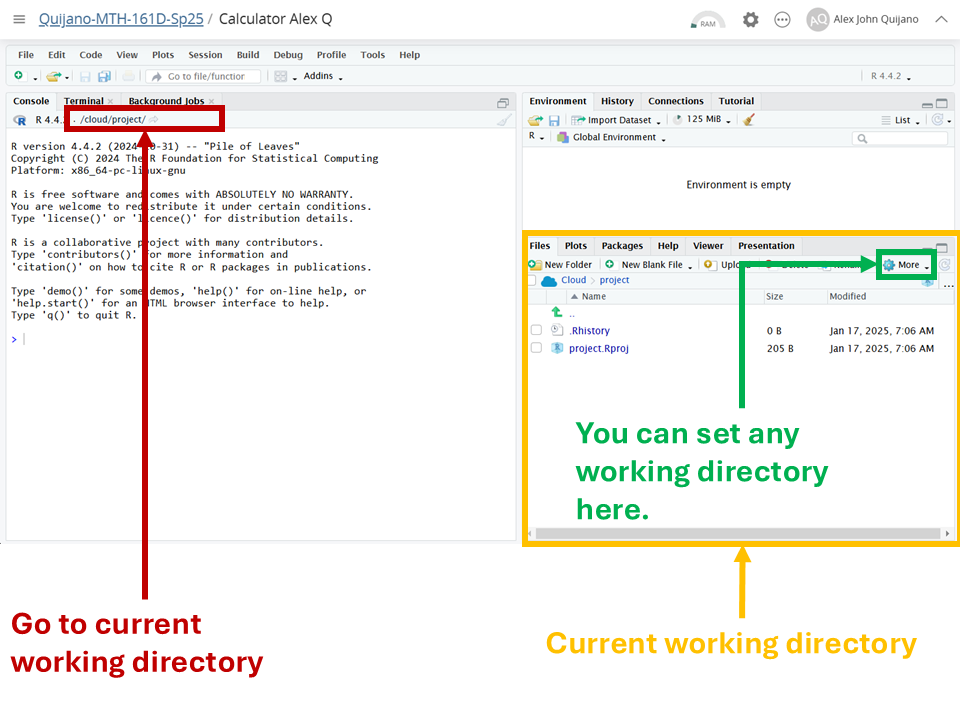 Quijano-MTH-161D-Sp25 / Calculator Alex Q
RAM
AQ Alex John Quijano
File Edit Code View Plots Session Build Debug Profile Tools Help
Go to file/function Addins
R 4.4.2
Console Terminal × Background Jobs ×
R 4.4. /cloud/project/
R version 4.4.2 (2024 0-31) -- "Pile of Leaves"
Copyright (C) 2024 The R Foundation for Statistical Computing
Platform: x86_64-pc-li ux-gnu
R is free software and comes with ABSOLUTELY NO WARRANTY.
You are welcome to red stribute it under certain conditions.
Type 'license()' or 'l cence()' for distribution details.
R is a collaborative project with many contributors.
Type 'contributors()' for more information and
'citation()' on how to cite R or R packages in publications.
Type 'demo()' for some demos, 'help()' for on-line help, or
'help.start()' for an HTML browser interface to help.
Type 'q()' to quit R.
>
Environment History Connections Tutorial
Import Dataset 125 MiB List
R Global Environment
Environment is empty
Files Plots Packages Help Viewer Presentation
New Folder New Blank File Uplo More
Cloud project ...
Name Size Modified
..
.Rhistory 0 B Jan 17, 2025, 7:06 AM
project.Rproj 205 B Jan 17, 2025, 7:06 AM
You can set any
working directory
here.
Go to current
working directory
Current working directory